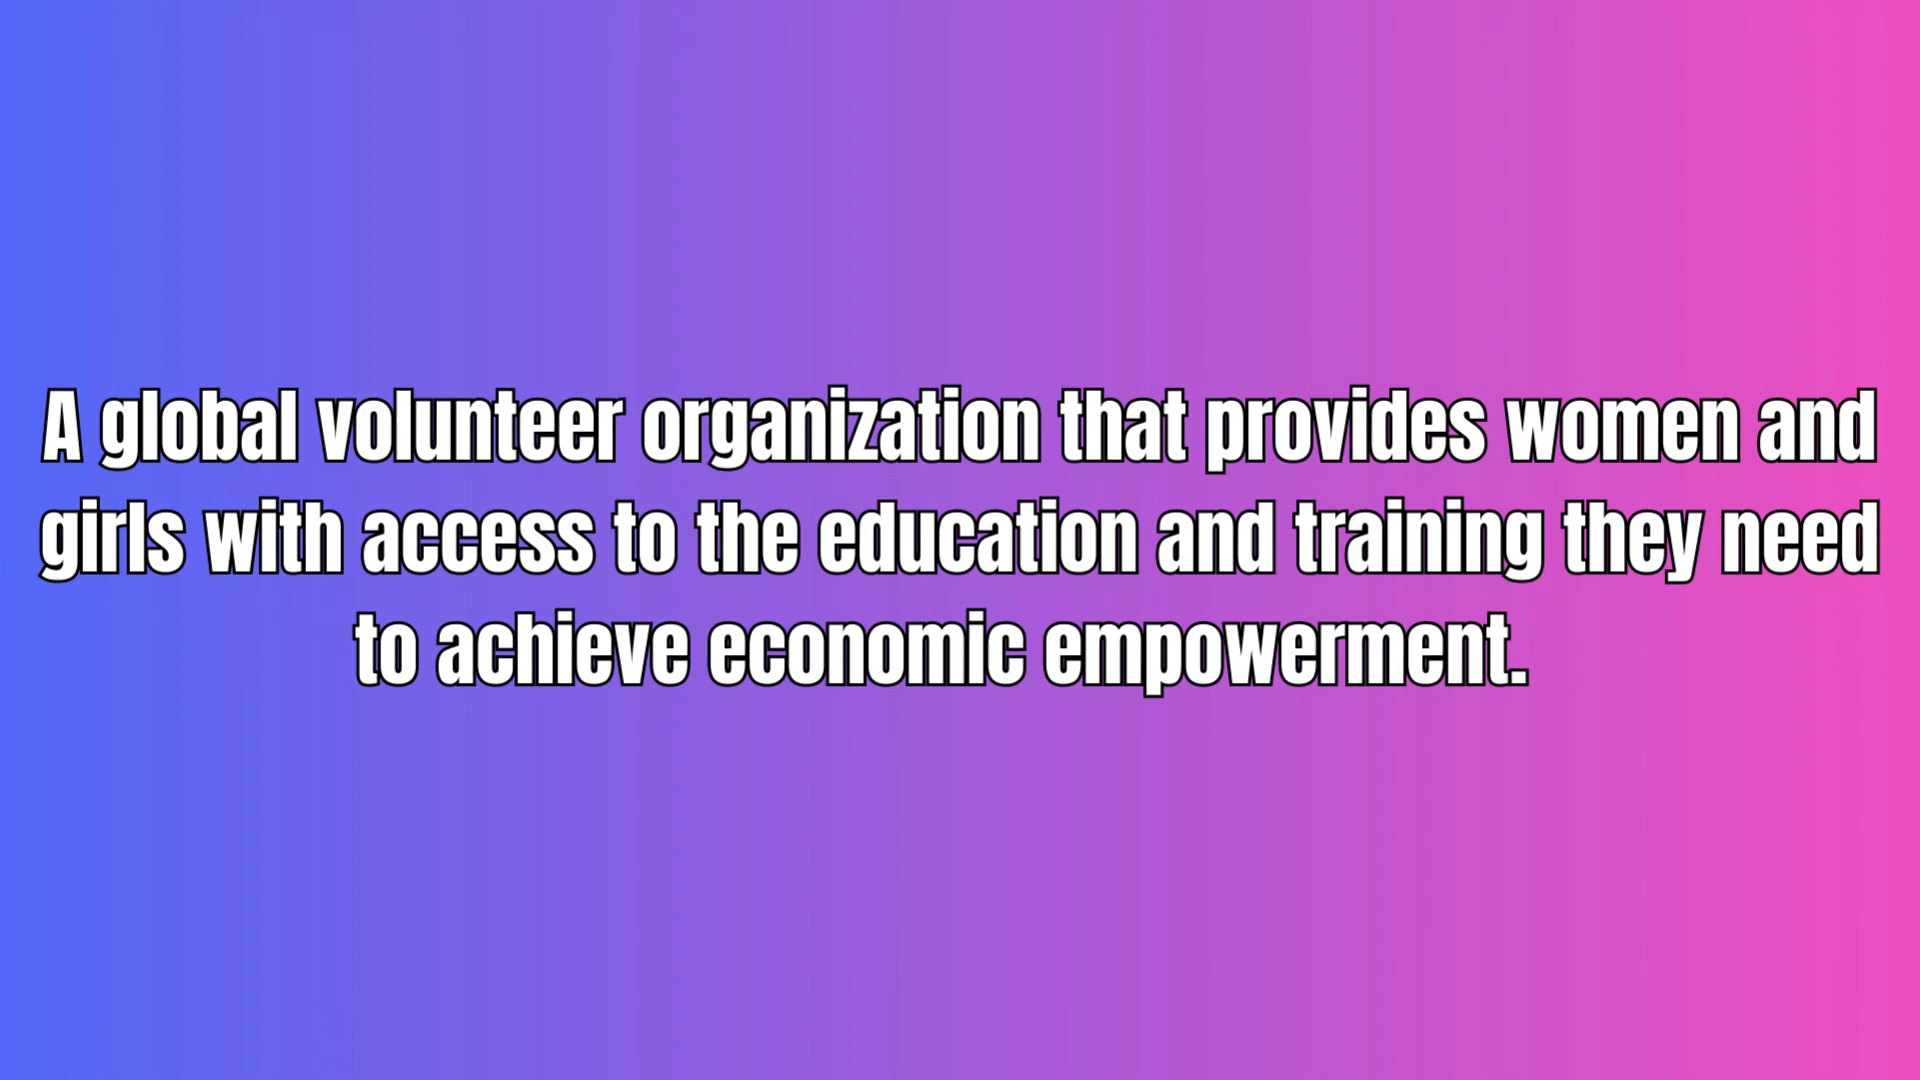 A global volunteer organization that provides women and
girls with access to the education and training they need
to achieve economic empowerment.